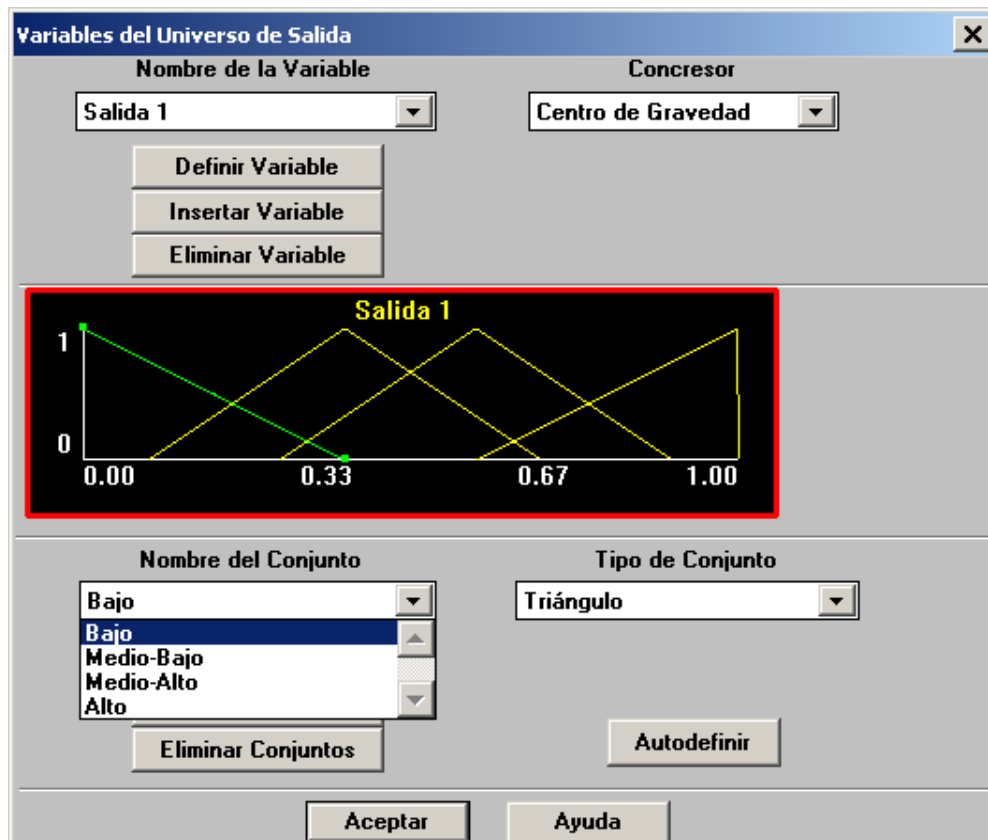 Variables del Universo de Salida
Nombre de la Variable
Concresor
Salida 1
Centro de Gravedad
Definir Variable
Insertar Variable
Eliminar Variable
Salida 1
1
0
0.00 0.33 0.67 1.00
Nombre del Conjunto
Tipo de Conjunto
Bajo
Triángulo
Bajo
Medio-Bajo
Medio-Alto
Alto
Eliminar Conjuntos
Autodefinir
Aceptar
Ayuda